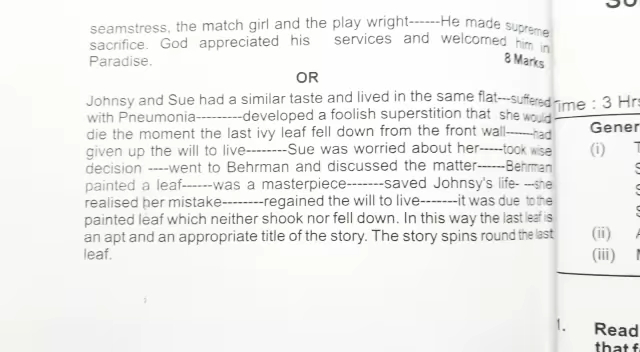 seamstress, the match girl and the play wright------He made supreme
sacrifice. God appreciated his services and welcomed him in
Paradise.
8 Marks
OR
Johnsy and Sue had a similar taste and lived in the same flat---suffered
with Pneumonia---------developed a foolish superstition that she would
die the moment the last ivy leaf fell down from the front wall------had
given up the will to live--------Sue was worried about her-----took wise
decision ----went to Behrman and discussed the matter------Behrman
painted a leaf------was a masterpiece-------saved Johnsy's life- ---she
realised her mistake--------regained the will to live-------it was due to the
painted leaf which neither shook nor fell down. In this way the last leaf is
an apt and an appropriate title of the story. The story spins round the last
leaf.
Time : 3 Hrs
Gener
(i)
(ii)
(iii)
1. Read
that f